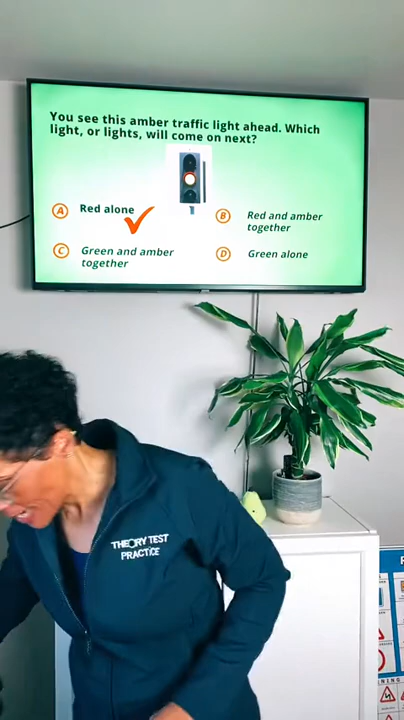 You see this amber traffic light ahead. Which
light, or lights, will come on next?
A Red alone
B Red and amber
together
C Green and amber
together
D Green alone
THEORY TEST
PRACTICE